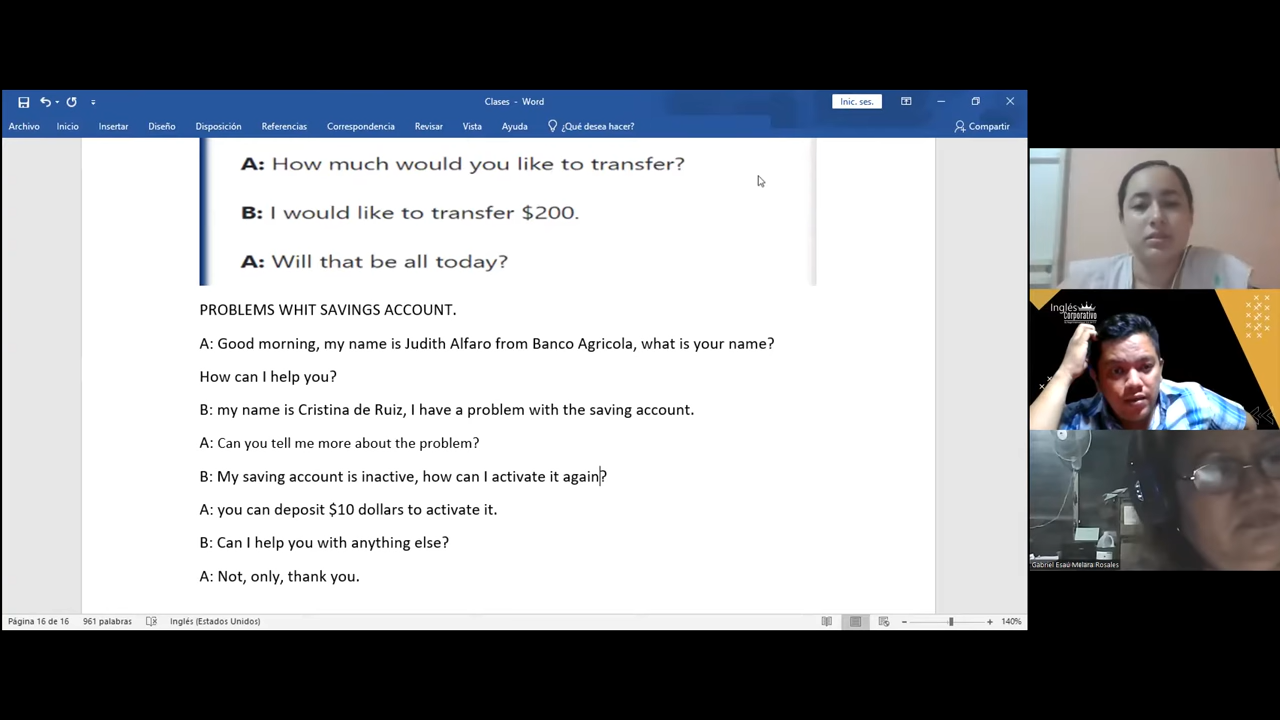 Clases - Word
Inic. ses.
Archivo Inicio Insertar Diseño Disposición Referencias Correspondencia Revisar Vista Ayuda ¿Qué desea hacer? Compartir
A: How much would you like to transfer?
B: I would like to transfer $200.
A: Will that be all today?
PROBLEMS WHIT SAVINGS ACCOUNT.
A: Good morning, my name is Judith Alfaro from Banco Agricola, what is your name?
How can I help you?
B: my name is Cristina de Ruiz, I have a problem with the saving account.
A: Can you tell me more about the problem?
B: My saving account is inactive, how can I activate it again?
A: you can deposit $10 dollars to activate it.
B: Can I help you with anything else?
A: Not, only, thank you.
Página 16 de 16 961 palabras Inglés (Estados Unidos) 140%
Inglés
Corporativo
Gabriel Esaú Melara Rosales